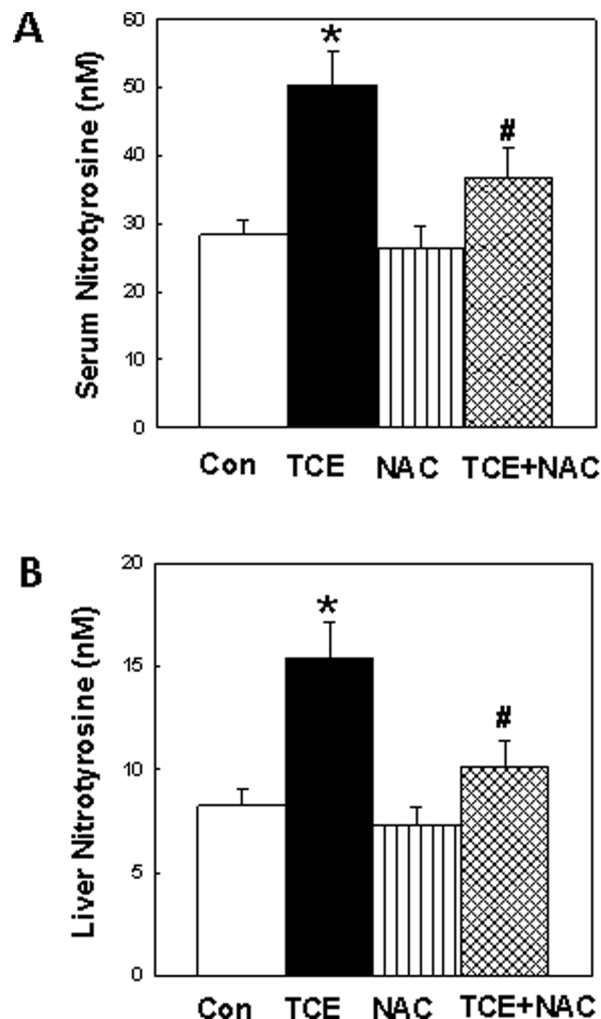 A
Serum Nitrotyrosine (nM)
60
50
40
30
20
10
0
*
#
Con TCE NAC TCE+NAC
B
Liver Nitrotyrosine (nM)
20
15
10
5
0
*
#
Con TCE NAC TCE+NAC